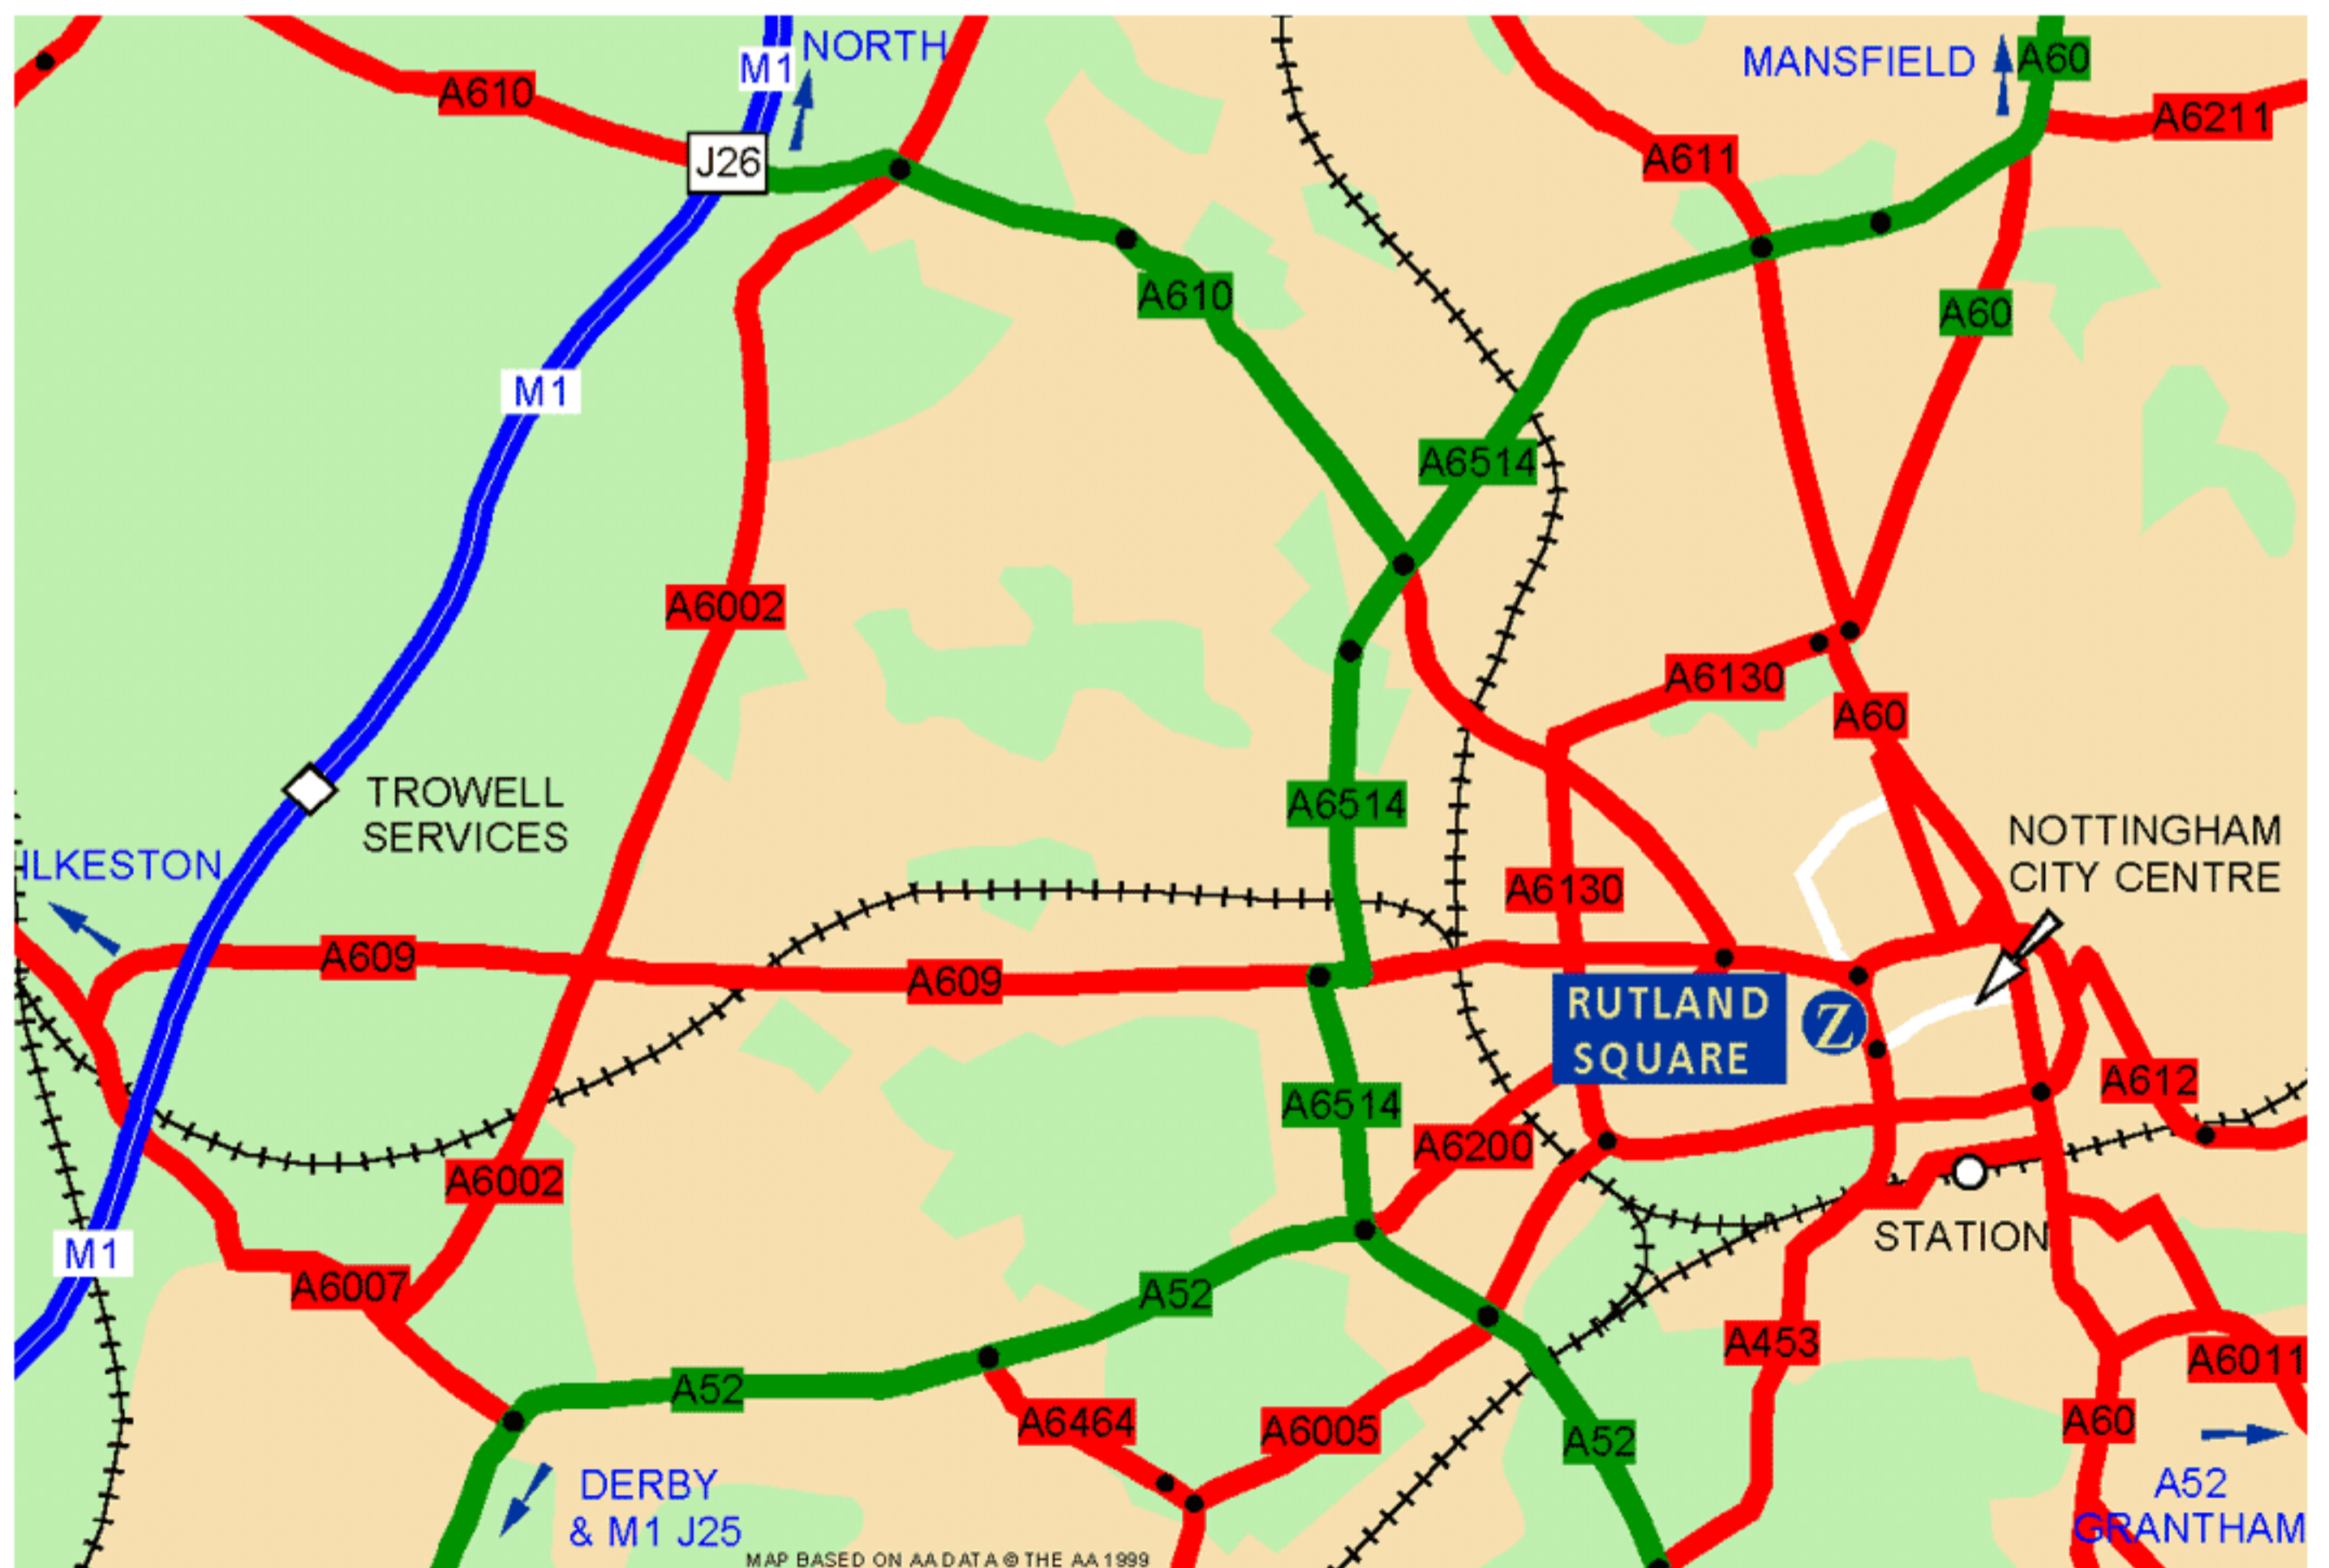 NORTH
M1
MANSFIELD
A60
A610
A6211
J26
A611
A610
A60
M1
A6514
A6002
A6130
A60
TROWELL
SERVICES
A6514
NOTTINGHAM
CITY CENTRE
ILKESTON
A6130
A609
A609
RUTLAND
SQUARE
Z
A612
A6514
A6200
A6002
STATION
M1
A6007
A52
A453
A6011
A52
A6464
A6005
A60
A52
DERBY
& M1 J25
A52
GRANTHAM
MAP BASED ON AA DATA © THE AA 1999